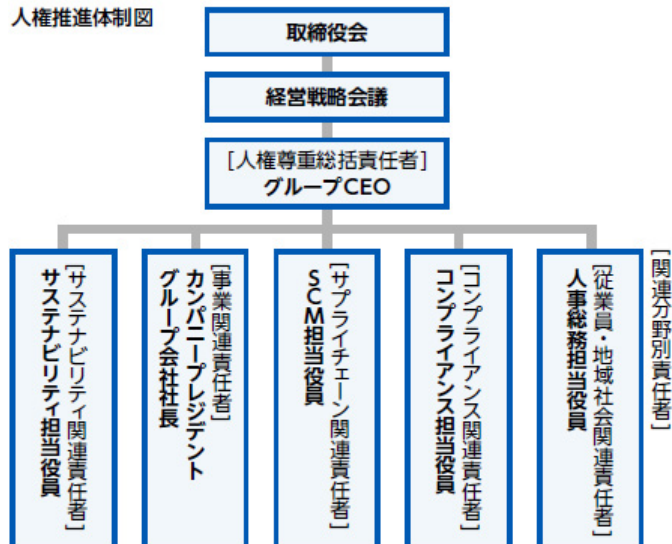 人権推進体制図
取締役会
経営戦略会議
[人権尊重総括責任者]
グループCEO
[関連分野別責任者]
[従業員・地域社会関連責任者]
人事総務担当役員
[コンプライアンス関連責任者]
コンプライアンス担当役員
[サプライチェーン関連責任者]
SCM担当役員
[事業関連責任者]
カンパニープレジデント
グループ会社社長
[サステナビリティ関連責任者]
サステナビリティ担当役員